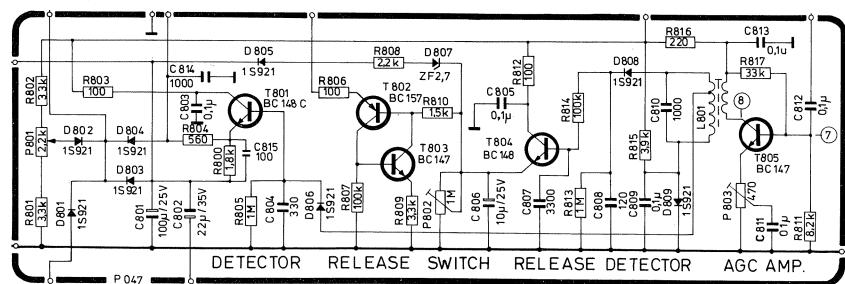 R816
C813
220
0,1u
D805
R808
D807
D808
1S921
2,2k
ZF2,7
1S921
R817
33k
C814
1000
R802
3,3k
R803
100
C803
0,1µ
T801
BC148C
R806
100
T802
BC157
R810
1,5k
C805
0,1µ
R812
100
R814
100k
C810
1000
L801
8
C812
0,1µ
P801
2,2k
D802
1S921
D804
1S921
R804
560
R800
1,8k
C815
100
T803
BC147
T804
BC148
R815
3,9k
T805
BC147
7
D803
1S921
R801
3,3k
D801
1S921
C801
100µ/25V
C802
22µ/35V
R805
1M
C804
330
D806
1S921
R807
100k
R809
3,3k
P802
1M
C806
10µ/25V
C807
3300
R813
1M
C808
120
C809
0,1µ
D809
1S921
P803
470
C811
0,1µ
R811
8,2k
DETECTOR RELEASE SWITCH RELEASE DETECTOR AGC AMP.
P047